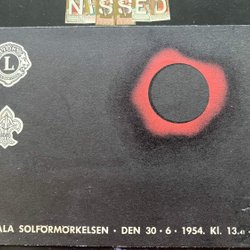 NISSED
L
ALA SOLFÖRMÖRKELSEN · DEN 30 · 6 · 1954. Kl. 13.